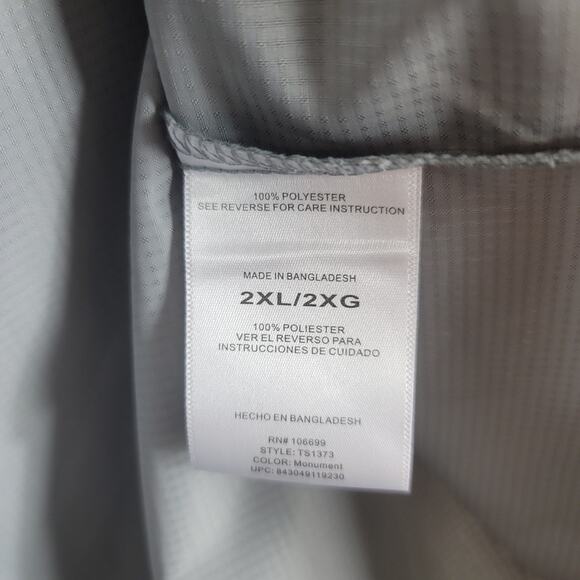 100% POLYESTER
SEE REVERSE FOR CARE INSTRUCTION
MADE IN BANGLADESH
2XL/2XG
100% POLIESTER
VER EL REVERSO PARA
INSTRUCCIONES DE CUIDADO
HECHO EN BANGLADESH
RN# 106699
STYLE: TS1373
COLOR: Monument
UPC: 843049119230